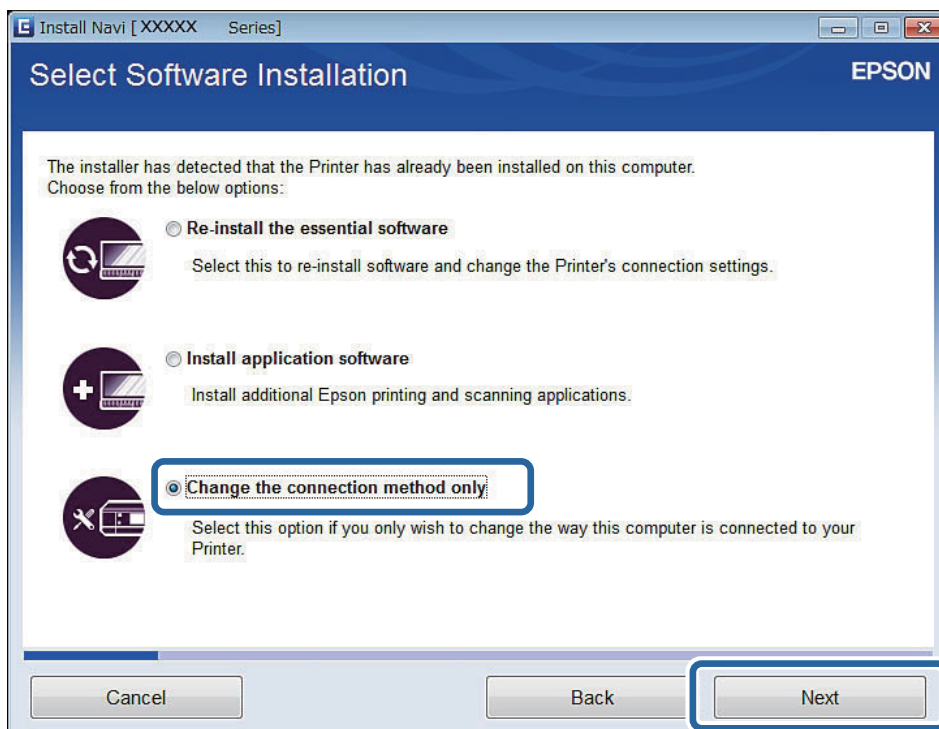 Install Navi [ XXXXX Series]
Select Software Installation
EPSON
The installer has detected that the Printer has already been installed on this computer.
Choose from the below options:
Re-install the essential software
Select this to re-install software and change the Printer's connection settings.
Install application software
Install additional Epson printing and scanning applications.
Change the connection method only
Select this option if you only wish to change the way this computer is connected to your
Printer.
Cancel
Back
Next